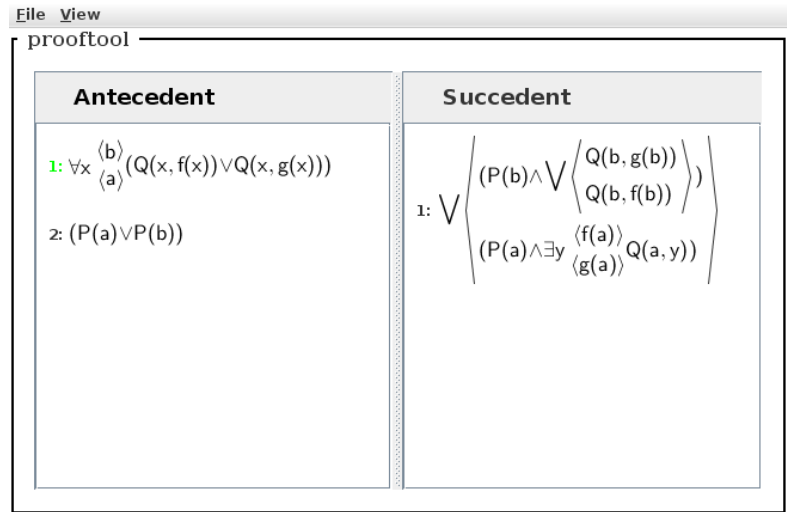 File View
prooftool
Antecedent
1: ∀x ⟨b⟩ ⟨a⟩ (Q(x, f(x))∨Q(x, g(x)))
2: (P(a)∨P(b))
Succedent
1: ⋁ ⟨ (P(b)∧ ⋁ ⟨ Q(b, g(b))
Q(b, f(b)) ⟩ )
(P(a)∧∃y ⟨f(a)⟩ ⟨g(a)⟩ Q(a, y)) ⟩